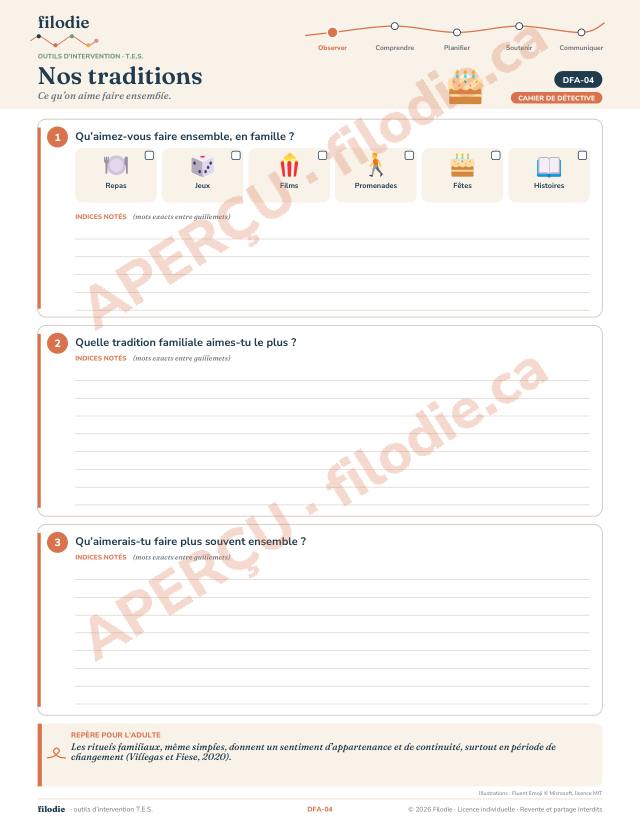 filodie
OUTILS D'INTERVENTION · T.E.S.
Observer
Comprendre
Planifier
Soutenir
Communiquer
Nos traditions
Ce qu'on aime faire ensemble.
DFA-04
CAHIER DE DÉTECTIVE
1
Qu'aimez-vous faire ensemble, en famille ?
Repas
Jeux
Films
Promenades
Fêtes
Histoires
INDICES NOTÉS (mots exacts entre guillemets)
APERÇU · filodie.ca
2
Quelle tradition familiale aimes-tu le plus ?
INDICES NOTÉS (mots exacts entre guillemets)
3
Qu'aimerais-tu faire plus souvent ensemble ?
INDICES NOTÉS (mots exacts entre guillemets)
APERÇU · filodie.ca
REPÈRE POUR L'ADULTE
Les rituels familiaux, même simples, donnent un sentiment d'appartenance et de continuité, surtout en période de
changement (Villegas et Fiese, 2020).
Illustrations : Fluent Emoji © Microsoft, licence MIT
filodie · outils d'intervention T.E.S.
DFA-04
© 2026 Filodie · Licence individuelle · Revente et partage interdits